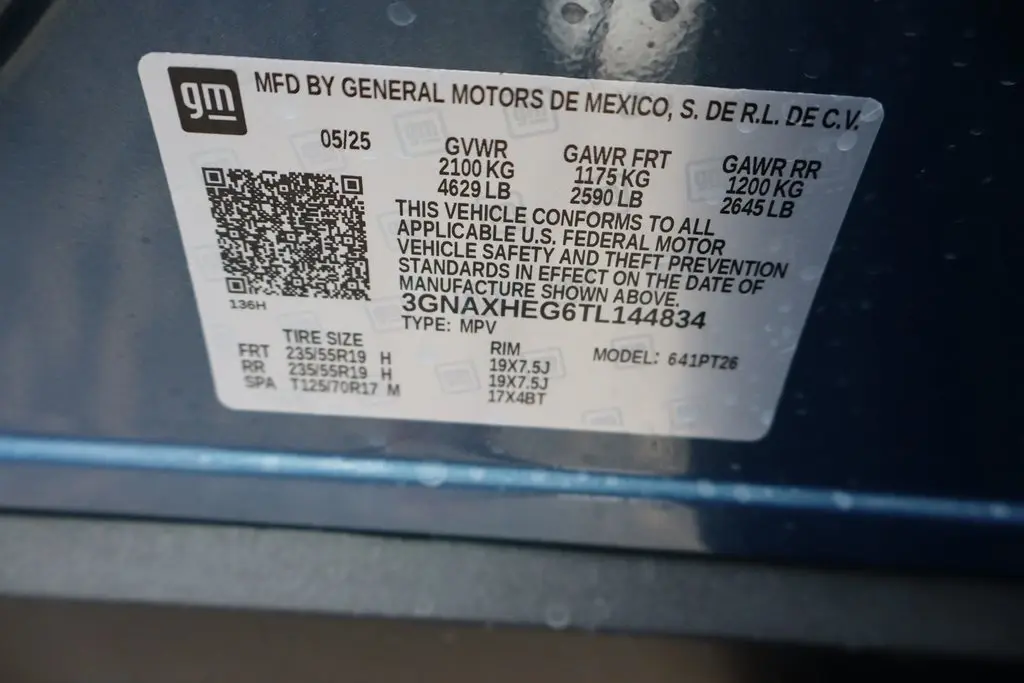 gm MFD BY GENERAL MOTORS DE MEXICO, S. DE R.L. DE C.V.
05/25 GVWR GAWR FRT GAWR RR
2100 KG 1175 KG 1200 KG
4629 LB 2590 LB 2645 LB
THIS VEHICLE CONFORMS TO ALL
APPLICABLE U.S. FEDERAL MOTOR
VEHICLE SAFETY AND THEFT PREVENTION
STANDARDS IN EFFECT ON THE DATE OF
MANUFACTURE SHOWN ABOVE.
136H 3GNAXHEG6TL144834
TYPE: MPV
TIRE SIZE RIM MODEL: 641PT26
FRT 235/55R19 H 19X7.5J
RR 235/55R19 H 19X7.5J
SPA T125/70R17 M 17X4BT